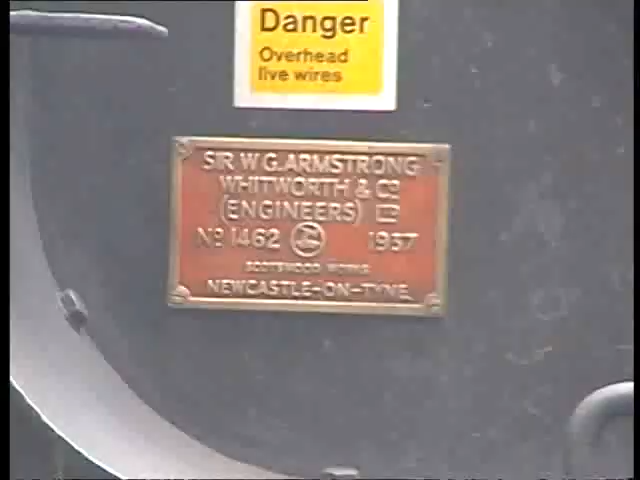 Danger
Overhead
live wires
SIR W G. ARMSTRONG
WHITWORTH & Co
(ENGINEERS) LD
No 1462 1937
SCOTSWOOD WORKS
NEWCASTLE-ON-TYNE